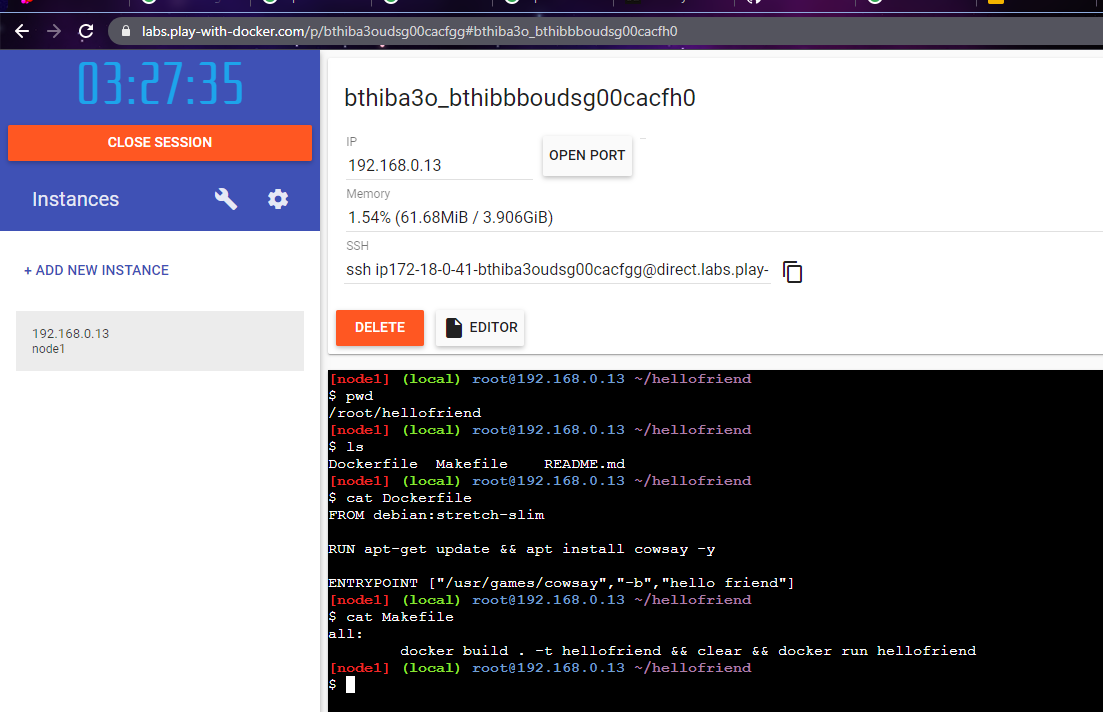 labs.play-with-docker.com/p/bthiba3oudsg00cacfgg#bthiba3o_bthibbboudsg00cacfh0
03:27:35
CLOSE SESSION
Instances
+ ADD NEW INSTANCE
192.168.0.13
node1
bthiba3o_bthibbboudsg00cacfh0
IP
192.168.0.13
OPEN PORT
Memory
1.54% (61.68MiB / 3.906GiB)
SSH
ssh ip172-18-0-41-bthiba3oudsg00cacfgg@direct.labs.play-
DELETE
EDITOR
[node1] (local) root@192.168.0.13 ~/hellofriend
$ pwd
/root/hellofriend
[node1] (local) root@192.168.0.13 ~/hellofriend
$ ls
Dockerfile  Makefile    README.md
[node1] (local) root@192.168.0.13 ~/hellofriend
$ cat Dockerfile
FROM debian:stretch-slim
RUN apt-get update && apt install cowsay -y
ENTRYPOINT ["/usr/games/cowsay","-b","hello friend"]
[node1] (local) root@192.168.0.13 ~/hellofriend
$ cat Makefile
all:
        docker build . -t hellofriend && clear && docker run hellofriend
[node1] (local) root@192.168.0.13 ~/hellofriend
$